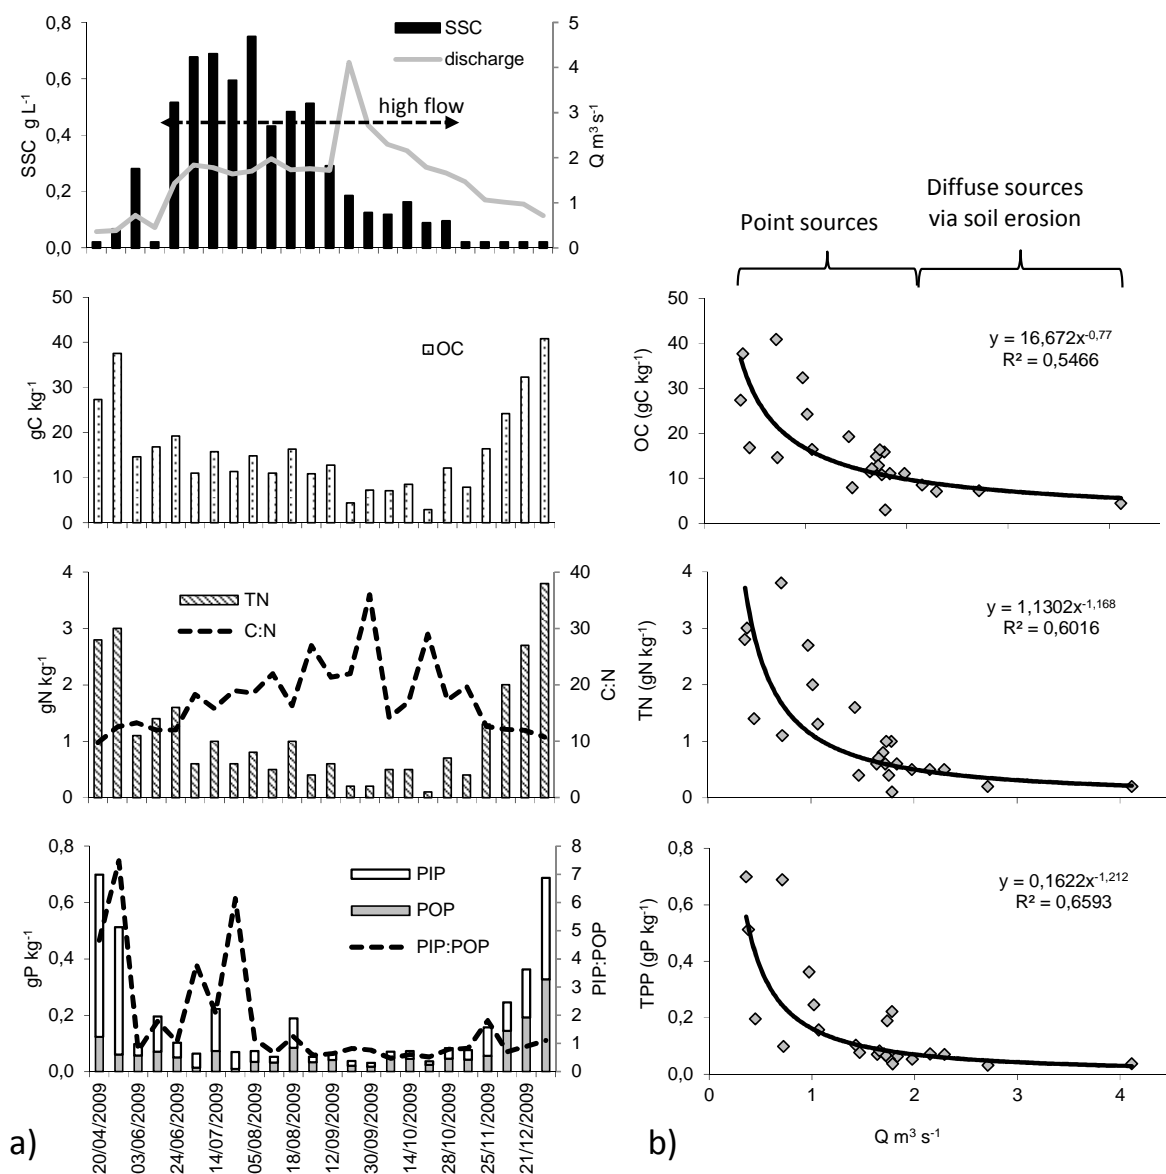 0,8
0,6
0,4
0,2
0,0
SSC g L-1
SSC
discharge
high flow
5
4
3
2
1
0
Q m³ s-1
50
40
30
20
10
0
gC kg-1
OC
4
3
2
1
0
gN kg-1
TN
C:N
40
30
20
10
0
C:N
0,8
0,6
0,4
0,2
0,0
gP kg-1
PIP
POP
PIP:POP
8
7
6
5
4
3
2
1
0
PIP:POP
20/04/2009
03/06/2009
24/06/2009
14/07/2009
05/08/2009
18/08/2009
12/09/2009
30/09/2009
14/10/2009
28/10/2009
25/11/2009
21/12/2009
a)
Point sources
Diffuse sources
via soil erosion
50
40
30
20
10
0
OC (gC kg-1)
y = 16,672x-0,77
R² = 0,5466
4
3
2
1
0
TN (gN kg-1)
y = 1,1302x-1,168
R² = 0,6016
0,8
0,6
0,4
0,2
0,0
TPP (gP kg-1)
y = 0,1622x-1,212
R² = 0,6593
0
1
2
3
4
Q m³ s-1
b)